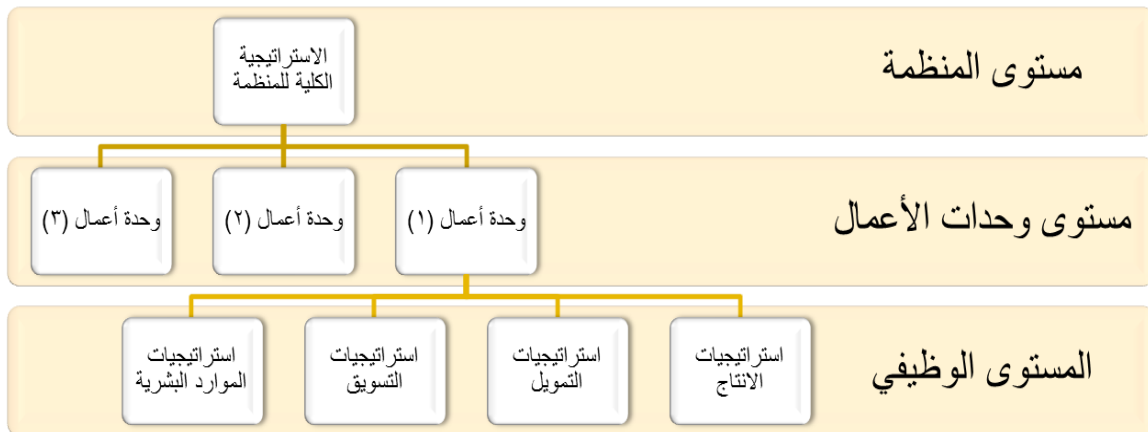 مستوى المنظمة
الاستراتيجية
الكلية للمنظمة
مستوى وحدات الأعمال
وحدة أعمال (١)
وحدة أعمال (٢)
وحدة أعمال (٣)
المستوى الوظيفي
استراتيجيات
الانتاج
استراتيجيات
التمويل
استراتيجيات
التسويق
استراتيجيات
الموارد البشرية